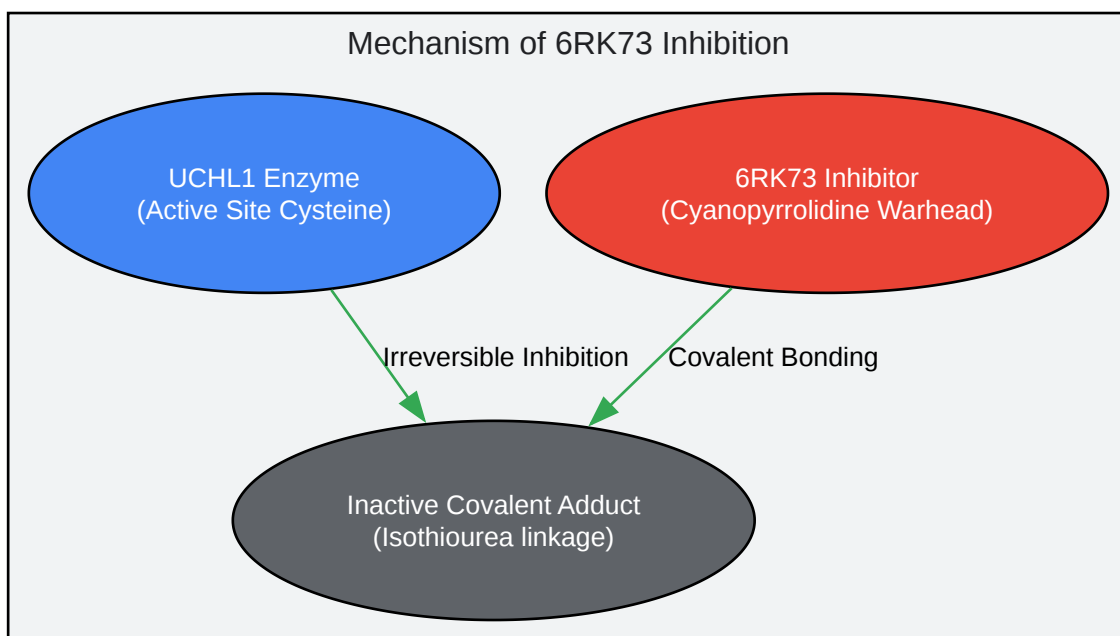 Mechanism of 6RK73 Inhibition
UCHL1 Enzyme
(Active Site Cysteine)
6RK73 Inhibitor
(Cyanopyrrolidine Warhead)
Irreversible Inhibition
Covalent Bonding
Inactive Covalent Adduct
(Isothiourea linkage)